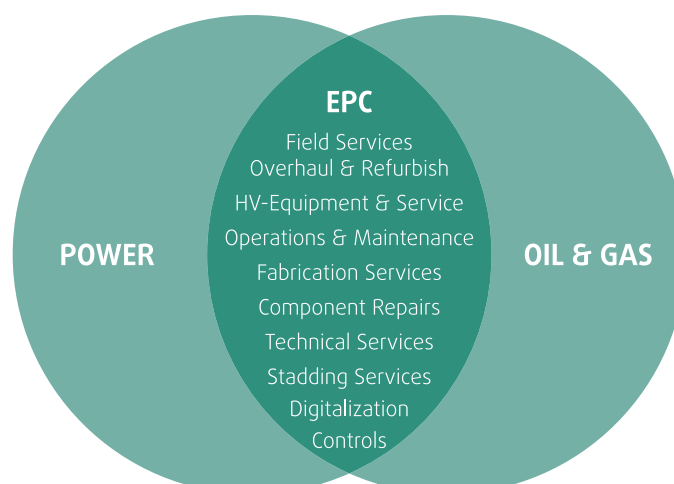 EPC
Field Services
Overhaul & Refurbish
HV-Equipment & Service
POWER
Operations & Maintenance
OIL & GAS
Fabrication Services
Component Repairs
Technical Services
Stadding Services
Digitalization
Controls